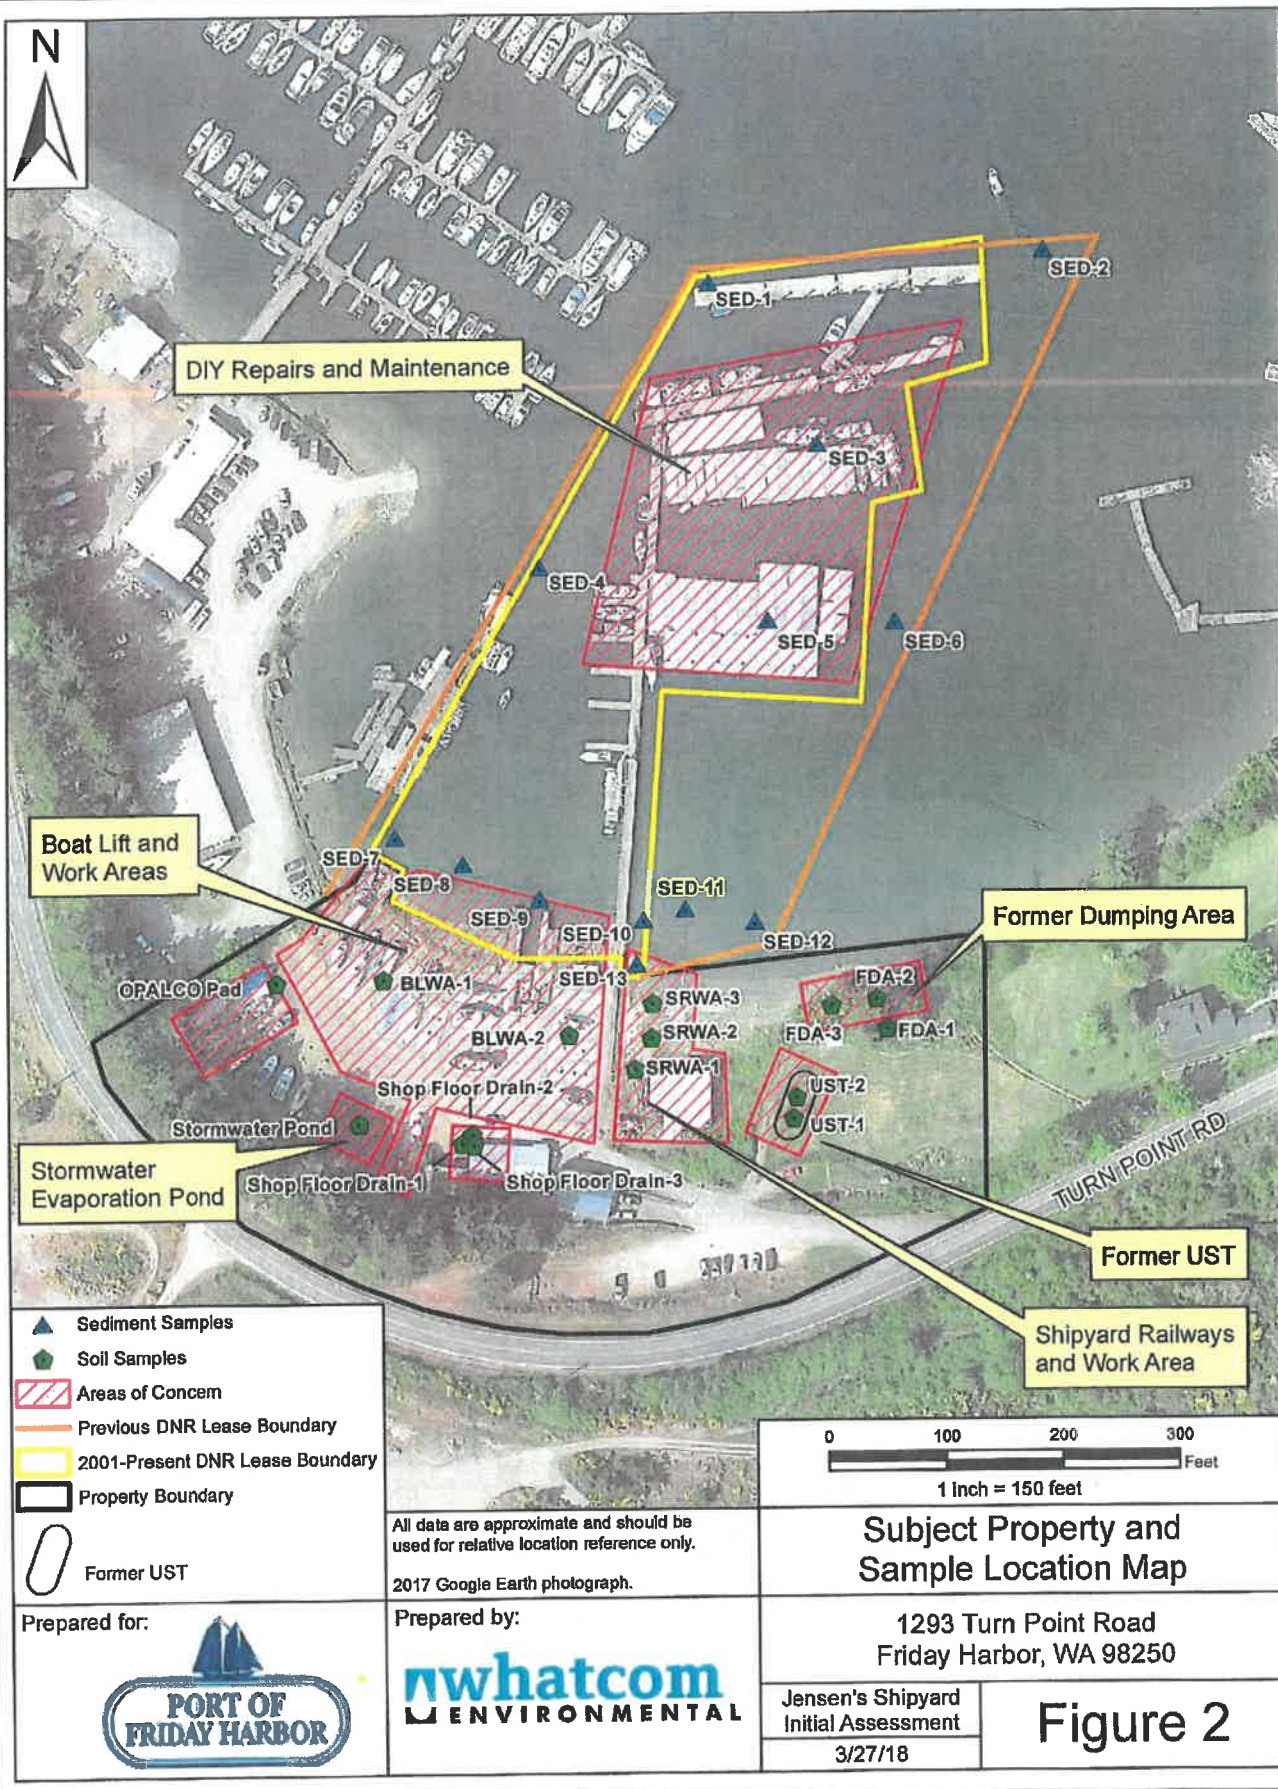 N
SED-2
SED-1
DIY Repairs and Maintenance
SED-3
SED-4
SED-5
SED-6
Boat Lift and
Work Areas
SED-7
SED-8
SED-11
SED-9
SED-10
SED-12
Former Dumping Area
SED-13
OPALCO Pad
BLWA-1
SRWA-3
FDA-2
BLWA-2
SRWA-2
FDA-3
FDA-1
SRWA-1
Shop Floor Drain-2
UST-2
UST-1
Stormwater Pond
Stormwater
Evaporation Pond
Shop Floor Drain-1
Shop Floor Drain-3
TURN POINT RD
Former UST
Shipyard Railways
and Work Area
Sediment Samples
Soil Samples
Areas of Concern
Previous DNR Lease Boundary
2001-Present DNR Lease Boundary
Property Boundary
Former UST
0 100 200 300
Feet
1 inch = 150 feet
All data are approximate and should be
used for relative location reference only.
2017 Google Earth photograph.
Subject Property and
Sample Location Map
Prepared for:
PORT OF
FRIDAY HARBOR
Prepared by:
whatcom
ENVIRONMENTAL
1293 Turn Point Road
Friday Harbor, WA 98250
Jensen's Shipyard
Initial Assessment
3/27/18
Figure 2